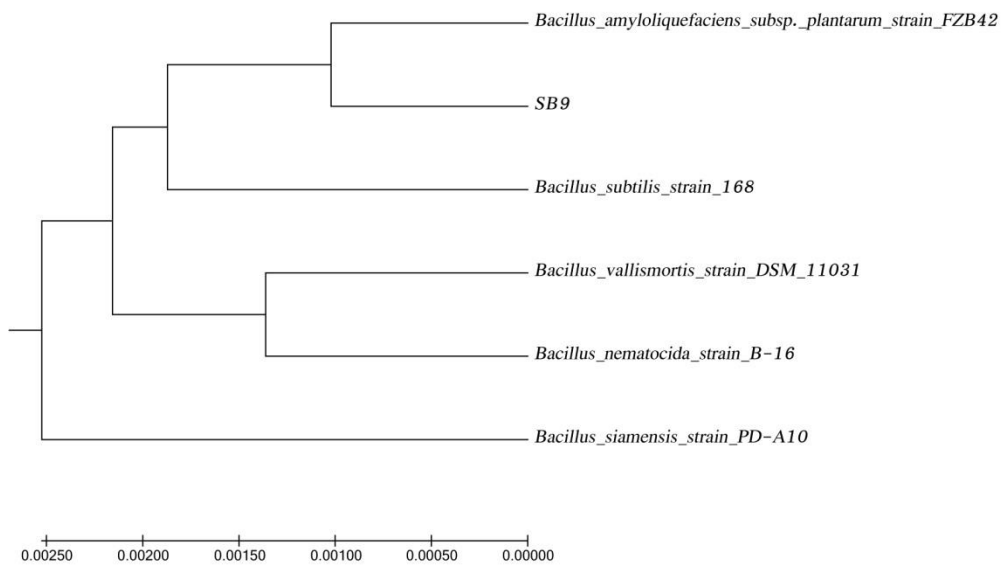 Bacillus_amyloliquefaciens_subsp._plantarum_strain_FZB42
SB9
Bacillus_subtilis_strain_168
Bacillus_vallismortis_strain_DSM_11031
Bacillus_nematocida_strain_B-16
Bacillus_siamensis_strain_PD-A10
0.00250 0.00200 0.00150 0.00100 0.00050 0.00000